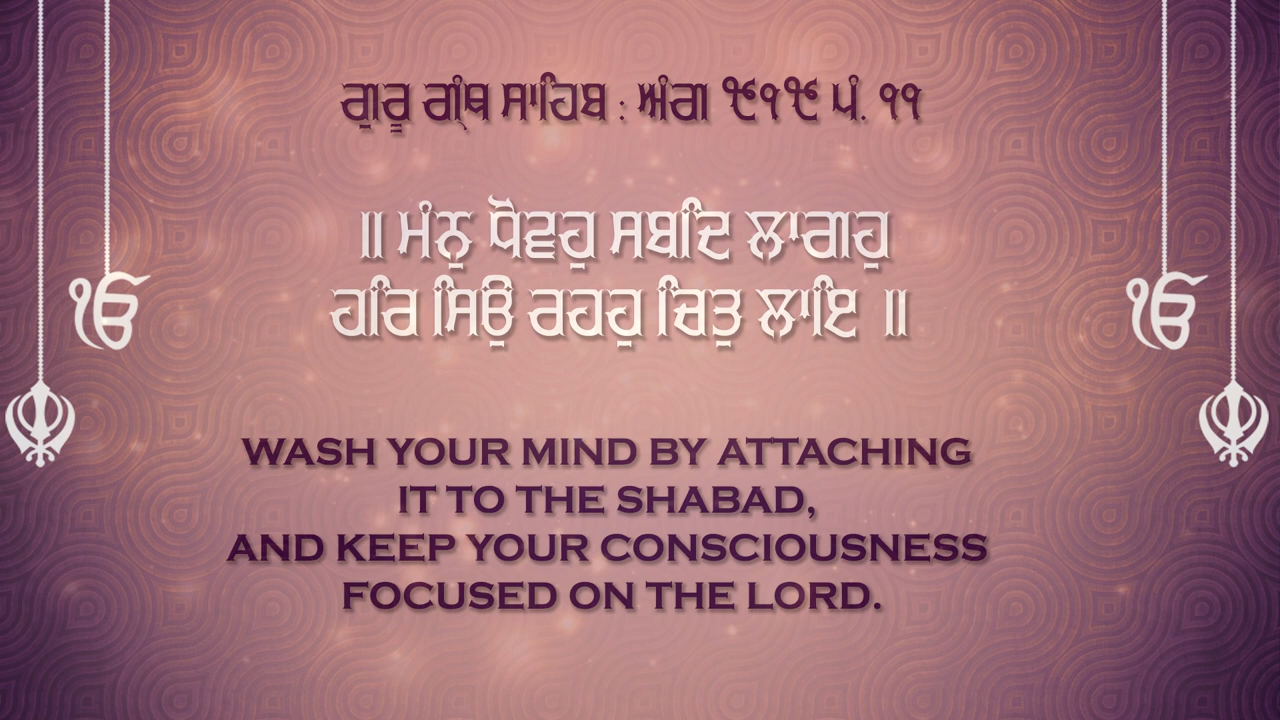 ਗੁਰੂ ਗ੍ਰੰਥ ਸਾਹਿਬ : ਅੰਗ ੯੧੯ ਪੰ. ੧੧
॥ ਮੰਨੁ ਧੋਵਹੁ ਸਬਦਿ ਲਾਗਹੁ
ਹਰਿ ਸਿਉ ਰਹਹੁ ਚਿਤੁ ਲਾਇ ॥
WASH YOUR MIND BY ATTACHING
IT TO THE SHABAD,
AND KEEP YOUR CONSCIOUSNESS
FOCUSED ON THE LORD.
ੴ
ੴ